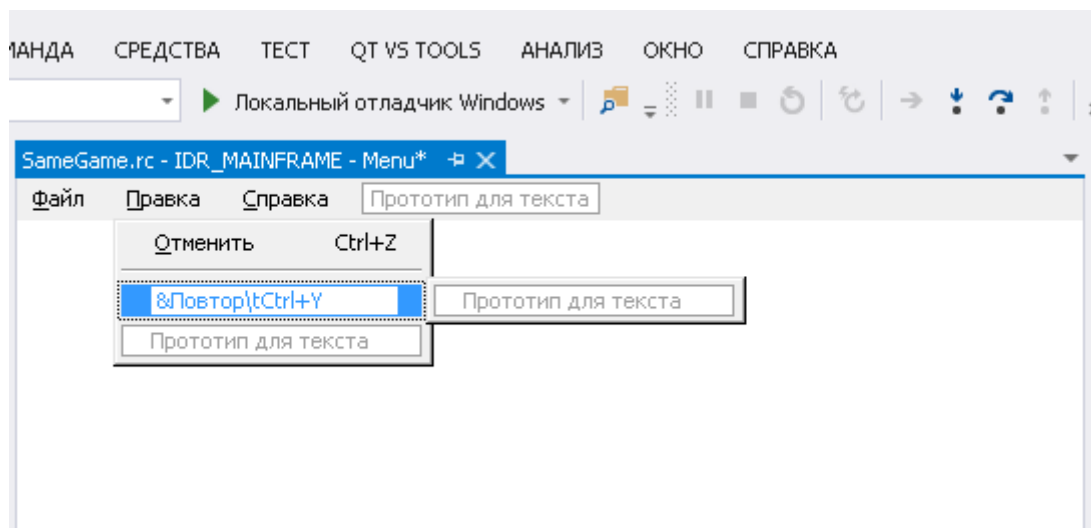 МАНДА СРЕДСТВА ТЕСТ QT VS TOOLS АНАЛИЗ ОКНО СПРАВКА
Локальный отладчик Windows
SameGame.rc - IDR_MAINFRAME - Menu*
Файл Правка Справка Прототип для текста
Отменить Ctrl+Z
&Повтор\tCtrl+Y Прототип для текста
Прототип для текста